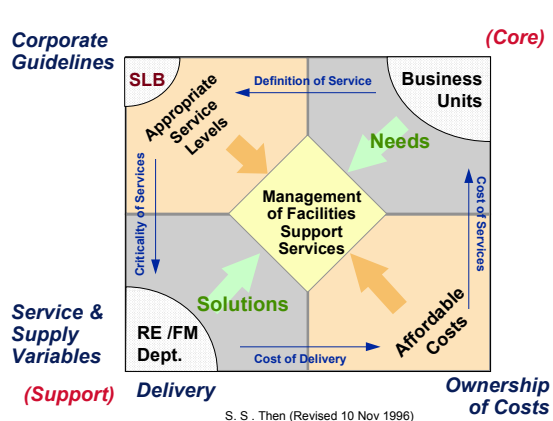 Corporate
Guidelines
(Core)
SLB
Appropriate
Service
Levels
Definition of Service
Business
Units
Needs
Criticality of Services
Management
of Facilities
Support
Services
Cost of Services
Solutions
Affordable
Costs
Service &
Supply
Variables
RE /FM
Dept.
Cost of Delivery
(Support)
Delivery
Ownership
of Costs
S. S . Then (Revised 10 Nov 1996)